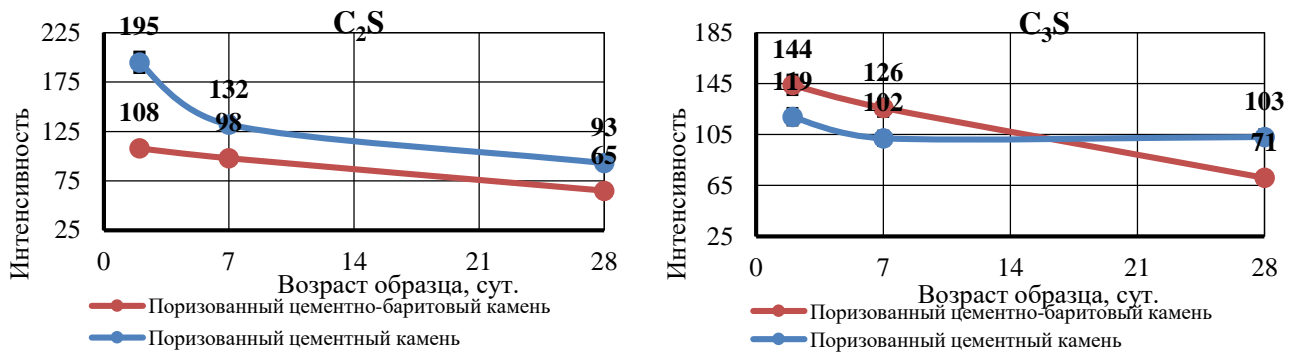 C₂S
Интенсивность
225
175
125
75
25
195
132
108
98
93
65
0 7 14 21 28
Возраст образца, сут.
Поризованный цементно-баритовый камень
Поризованный цементный камень
C₃S
Интенсивность
185
145
105
65
25
144
119
126
102
103
71
0 7 14 21 28
Возраст образца, сут.
Поризованный цементно-баритовый камень
Поризованный цементный камень